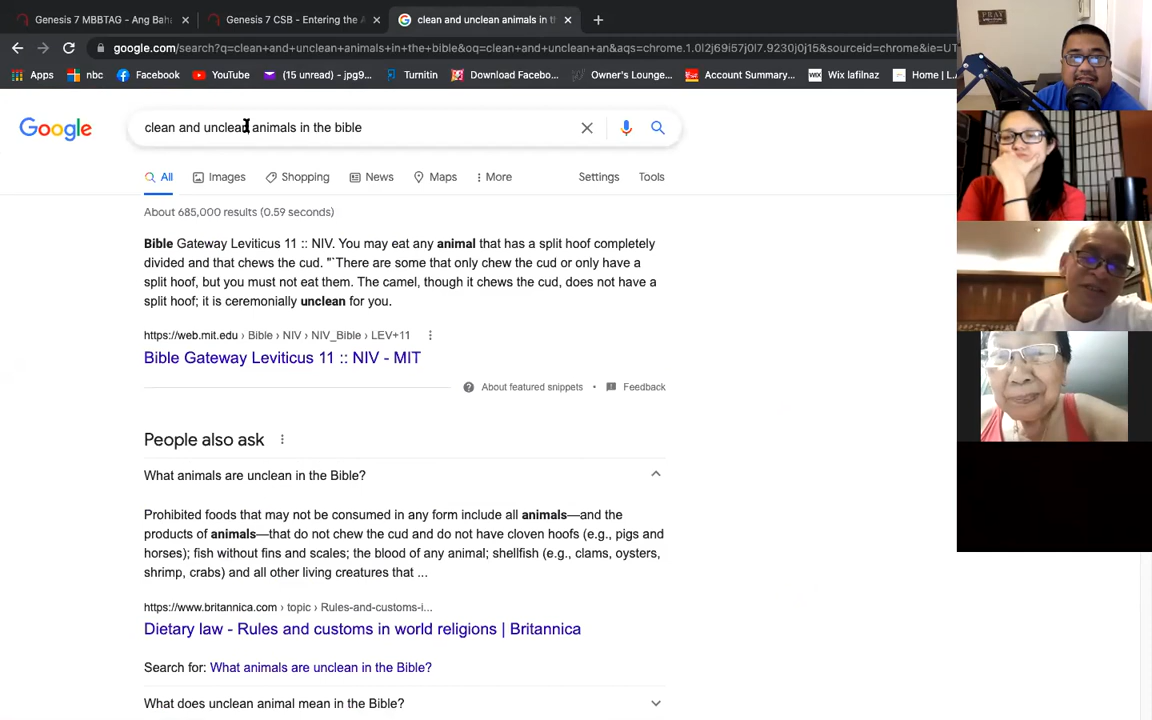 Genesis 7 MBBTAG - Ang Bah
Genesis 7 CSB - Entering the A
clean and unclean animals in th
google.com/search?q=clean+and+unclean+animals+in+the+bible&oq=clean+and+unclean+an&aqs=chrome.1.0l2j69i57j0l7.9230j0j15&sourceid=chrome&ie=UT
Apps
nbc
Facebook
YouTube
(15 unread) - jpg9...
Turnitin
Download Facebo...
Owner's Lounge...
Account Summary...
WIX Wix lafilnaz
Home | L.A
PRAY
Google
clean and unclean animals in the bible
All
Images
Shopping
News
Maps
More
Settings
Tools
About 685,000 results (0.59 seconds)
Bible Gateway Leviticus 11 :: NIV. You may eat any animal that has a split hoof completely
divided and that chews the cud. "`There are some that only chew the cud or only have a
split hoof, but you must not eat them. The camel, though it chews the cud, does not have a
split hoof; it is ceremonially unclean for you.
https://web.mit.edu › Bible › NIV › NIV_Bible › LEV+11
Bible Gateway Leviticus 11 :: NIV - MIT
About featured snippets
•
Feedback
People also ask
What animals are unclean in the Bible?
Prohibited foods that may not be consumed in any form include all animals—and the
products of animals—that do not chew the cud and do not have cloven hoofs (e.g., pigs and
horses); fish without fins and scales; the blood of any animal; shellfish (e.g., clams, oysters,
shrimp, crabs) and all other living creatures that ...
https://www.britannica.com › topic › Rules-and-customs-i...
Dietary law - Rules and customs in world religions | Britannica
Search for: What animals are unclean in the Bible?
What does unclean animal mean in the Bible?